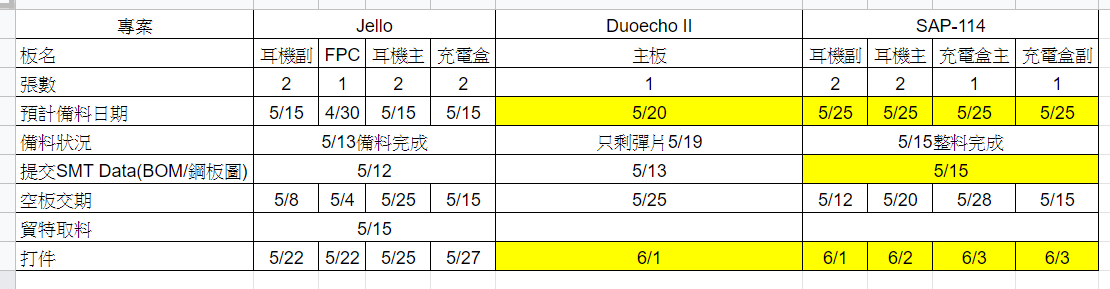 專案 Jello Duoecho II SAP-114
板名 耳機副 FPC 耳機主 充電盒 主板 耳機副 耳機主 充電盒主 充電盒副
張數 2 1 2 2 1 2 2 1 1
預計備料日期 5/15 4/30 5/15 5/15 5/20 5/25 5/25 5/25 5/25
備料狀況 5/13備料完成 只剩彈片5/19 5/15整料完成
提交SMT Data(BOM/鋼板圖) 5/12 5/13 5/15
空板交期 5/8 5/4 5/25 5/15 5/25 5/12 5/20 5/28 5/15
貿特取料 5/15
打件 5/22 5/22 5/25 5/27 6/1 6/1 6/2 6/3 6/3